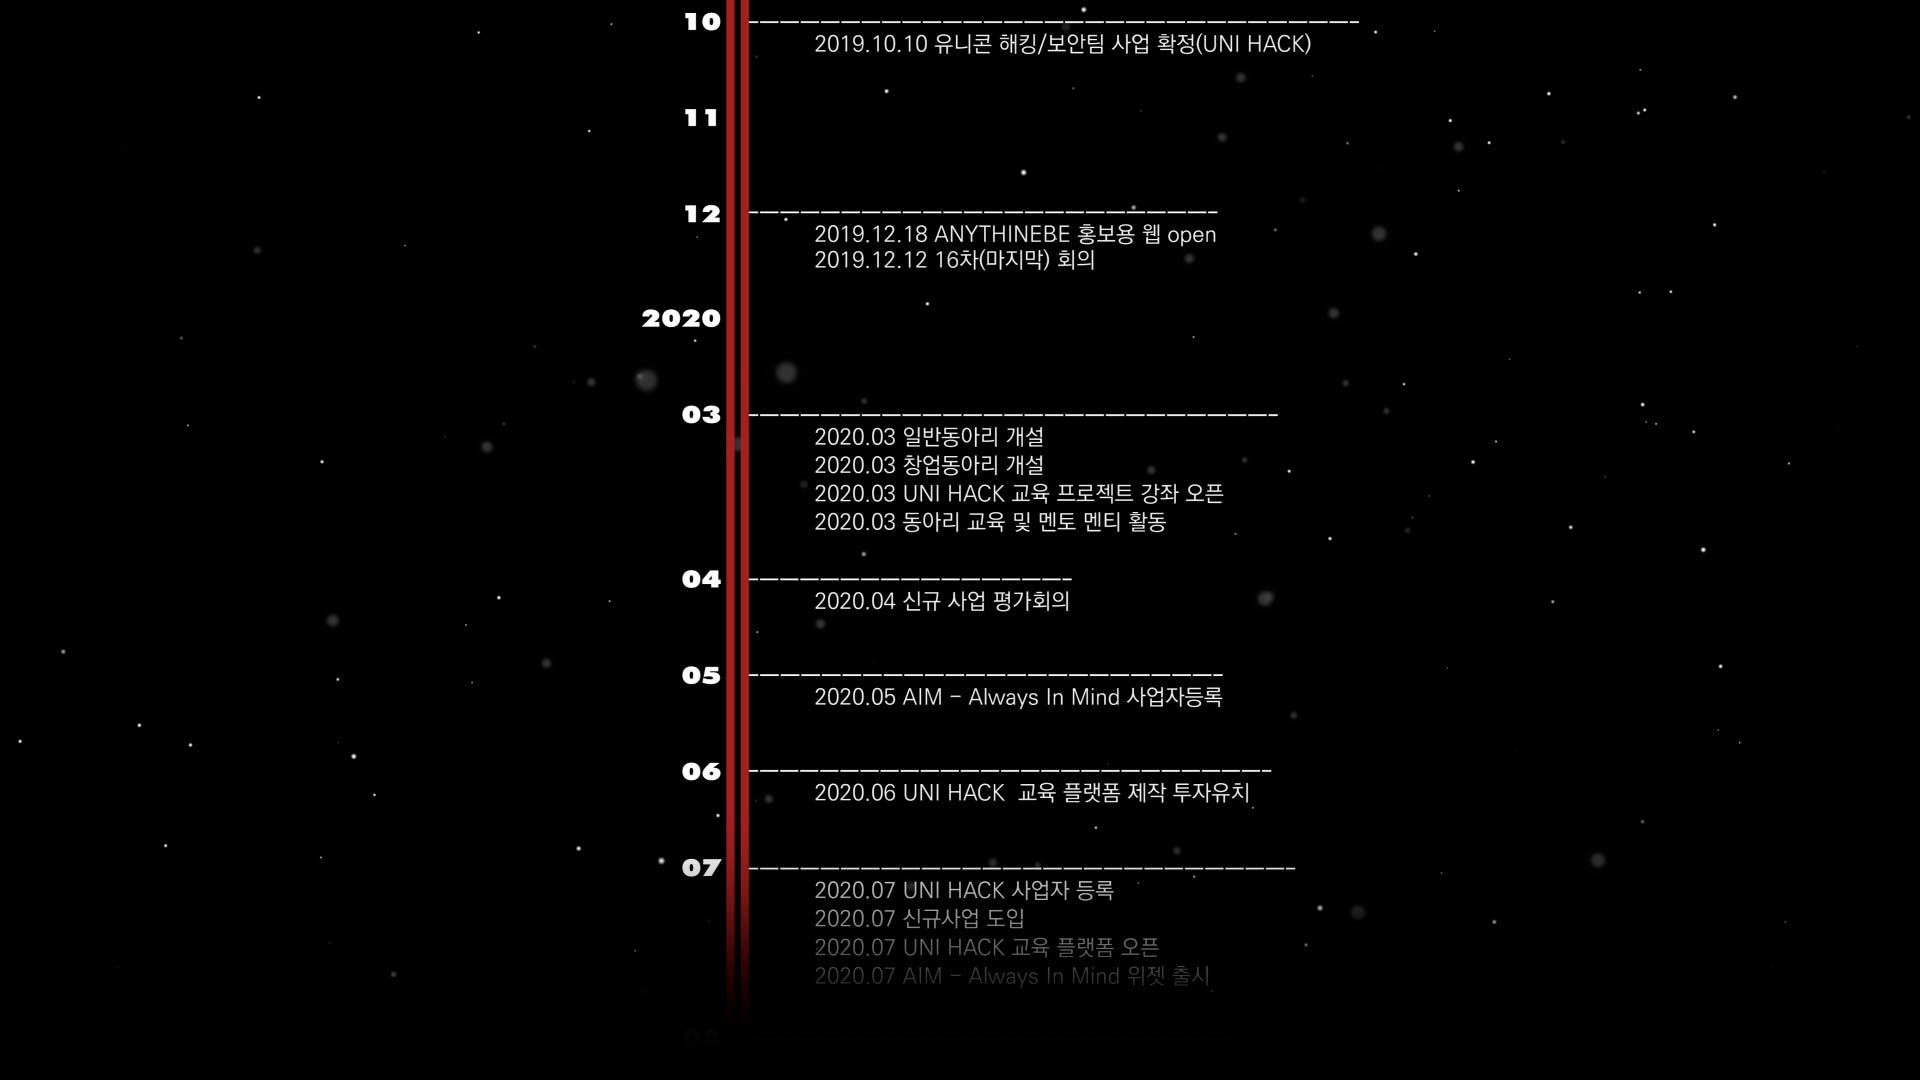 10
2019.10.10 유니콘 해킹/보안팀 사업 확정(UNI HACK)
11
12
2019.12.18 ANYTHINEBE 홍보용 웹 open
2019.12.12 16차(마지막) 회의
2020
03
2020.03 일반동아리 개설
2020.03 창업동아리 개설
2020.03 UNI HACK 교육 프로젝트 강좌 오픈
2020.03 동아리 교육 및 멘토 멘티 활동
04
2020.04 신규 사업 평가회의
05
2020.05 AIM - Always In Mind 사업자등록
06
2020.06 UNI HACK  교육 플랫폼 제작 투자유치
07
2020.07 UNI HACK 사업자 등록
2020.07 신규사업 도입
2020.07 UNI HACK 교육 플랫폼 오픈
2020.07 AIM - Always In Mind 위젯 출시